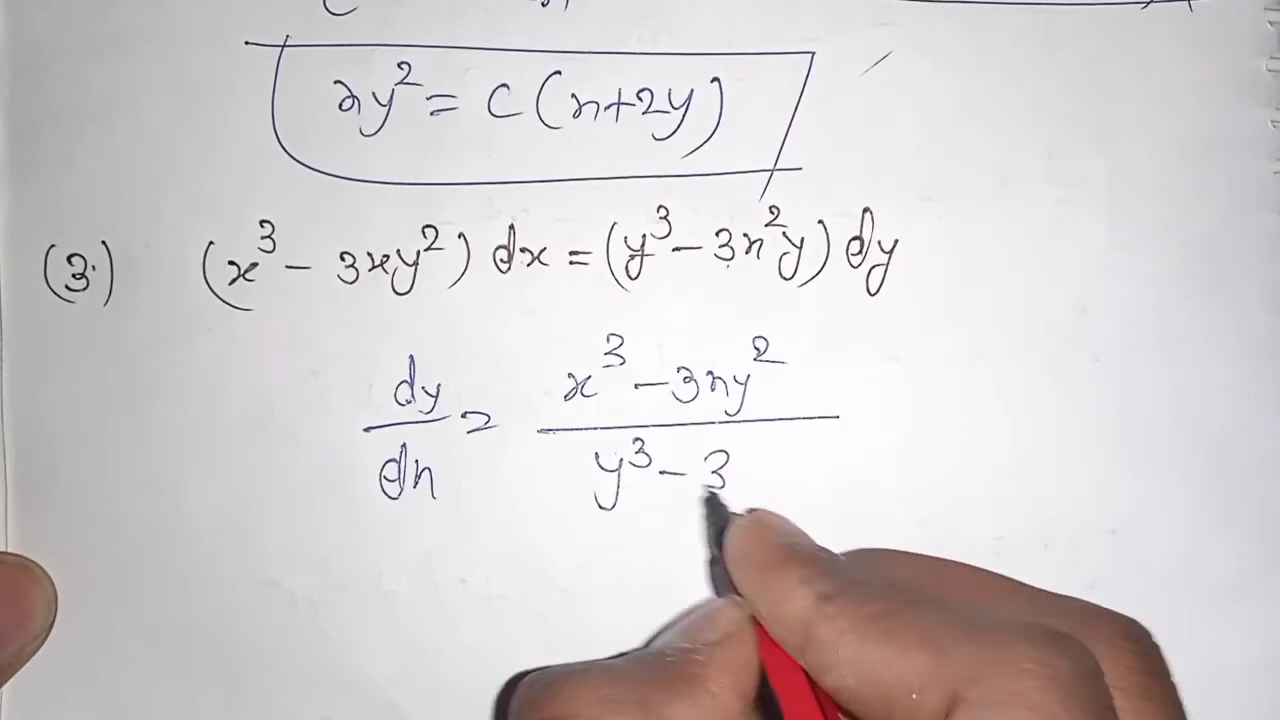 xy² = C(x+2y)
(3.) (x³ - 3xy²) dx = (y³ - 3x²y) dy
dy/dx = x³ - 3xy² / y³ - 3